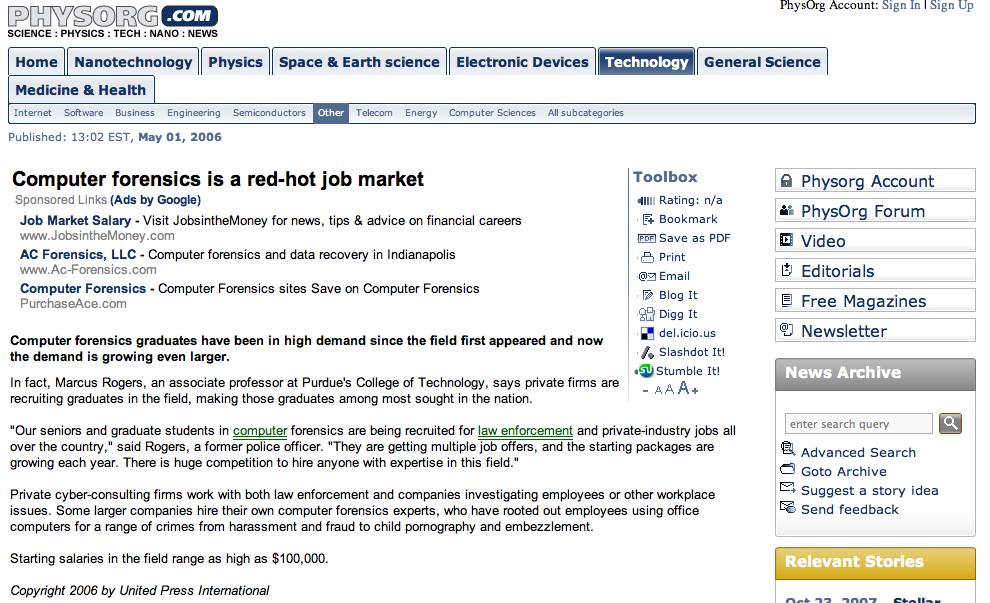 PHYSORG.COM
SCIENCE : PHYSICS : TECH : NANO : NEWS
PhysOrg Account: Sign In | Sign Up
Home Nanotechnology Physics Space & Earth science Electronic Devices Technology General Science
Medicine & Health
Internet Software Business Engineering Semiconductors Other Telecom Energy Computer Sciences All subcategories
Published: 13:02 EST, May 01, 2006
Computer forensics is a red-hot job market
Sponsored Links (Ads by Google)
Job Market Salary - Visit JobsintheMoney for news, tips & advice on financial careers
www.JobsintheMoney.com
AC Forensics, LLC - Computer forensics and data recovery in Indianapolis
www.Ac-Forensics.com
Computer Forensics - Computer Forensics sites Save on Computer Forensics
PurchaseAce.com
Toolbox
Rating: n/a
Bookmark
PDF Save as PDF
Print
Email
Blog It
Digg It
del.icio.us
Slashdot It!
SU Stumble It!
- A A A +
Computer forensics graduates have been in high demand since the field first appeared and now
the demand is growing even larger.
In fact, Marcus Rogers, an associate professor at Purdue's College of Technology, says private firms are
recruiting graduates in the field, making those graduates among most sought in the nation.
"Our seniors and graduate students in computer forensics are being recruited for law enforcement and private-industry jobs all
over the country," said Rogers, a former police officer. "They are getting multiple job offers, and the starting packages are
growing each year. There is huge competition to hire anyone with expertise in this field."
Private cyber-consulting firms work with both law enforcement and companies investigating employees or other workplace
issues. Some larger companies hire their own computer forensics experts, who have rooted out employees using office
computers for a range of crimes from harassment and fraud to child pornography and embezzlement.
Starting salaries in the field range as high as $100,000.
Copyright 2006 by United Press International
Physorg Account
PhysOrg Forum
Video
Editorials
Free Magazines
Newsletter
News Archive
enter search query
Advanced Search
Goto Archive
Suggest a story idea
Send feedback
Relevant Stories
Oct 23, 2007 Stellar